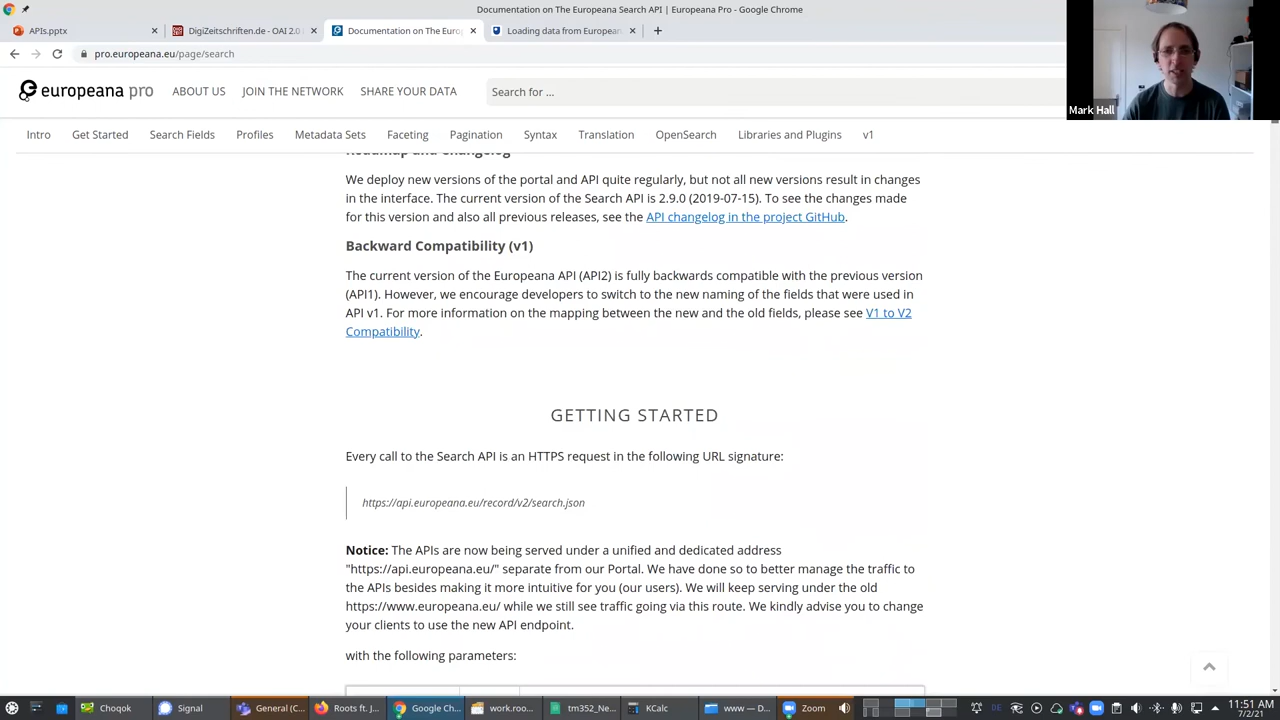 Documentation on The Europeana Search API | Europeana Pro - Google Chrome
APIs.pptx
DigiZeitschriften.de - OAI 2.0
Documentation on The Euro
Loading data from European
pro.europeana.eu/page/search
europeana pro
ABOUT US
JOIN THE NETWORK
SHARE YOUR DATA
Search for ...
Mark Hall
Intro
Get Started
Search Fields
Profiles
Metadata Sets
Faceting
Pagination
Syntax
Translation
OpenSearch
Libraries and Plugins
v1
Roadmap and Changelog
We deploy new versions of the portal and API quite regularly, but not all new versions result in changes
in the interface. The current version of the Search API is 2.9.0 (2019-07-15). To see the changes made
for this version and also all previous releases, see the API changelog in the project GitHub.
Backward Compatibility (v1)
The current version of the Europeana API (API2) is fully backwards compatible with the previous version
(API1). However, we encourage developers to switch to the new naming of the fields that were used in
API v1. For more information on the mapping between the new and the old fields, please see V1 to V2
Compatibility.
GETTING STARTED
Every call to the Search API is an HTTPS request in the following URL signature:
https://api.europeana.eu/record/v2/search.json
Notice: The APIs are now being served under a unified and dedicated address
"https://api.europeana.eu/" separate from our Portal. We have done so to better manage the traffic to
the APIs besides making it more intuitive for you (our users). We will keep serving under the old
https://www.europeana.eu/ while we still see traffic going via this route. We kindly advise you to change
your clients to use the new API endpoint.
with the following parameters:
Choqok
Signal
General (C...
Roots ft. J...
Google Ch...
work.roo...
tm352_Ne...
KCalc
www — D...
Zoom
DE
11:51 AM
7/2/21